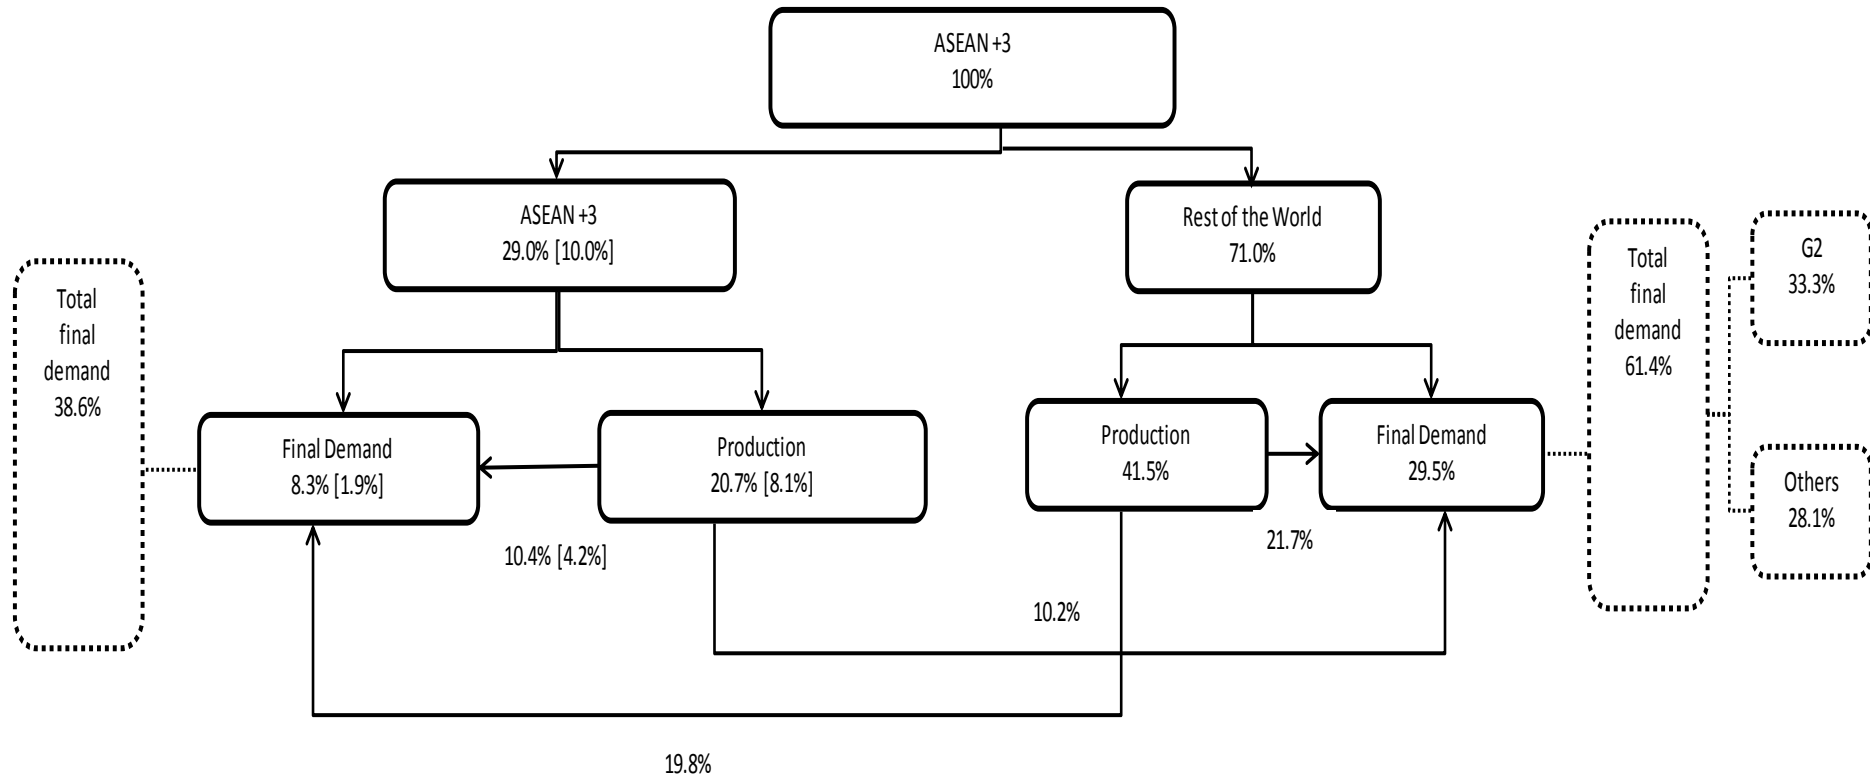 ASEAN +3
100%
ASEAN +3
29.0% [10.0%]
Rest of the World
71.0%
Total
final
demand
38.6%
Final Demand
8.3% [1.9%]
Production
20.7% [8.1%]
Production
41.5%
Final Demand
29.5%
Total
final
demand
61.4%
G2
33.3%
Others
28.1%
10.4% [4.2%]
21.7%
10.2%
19.8%